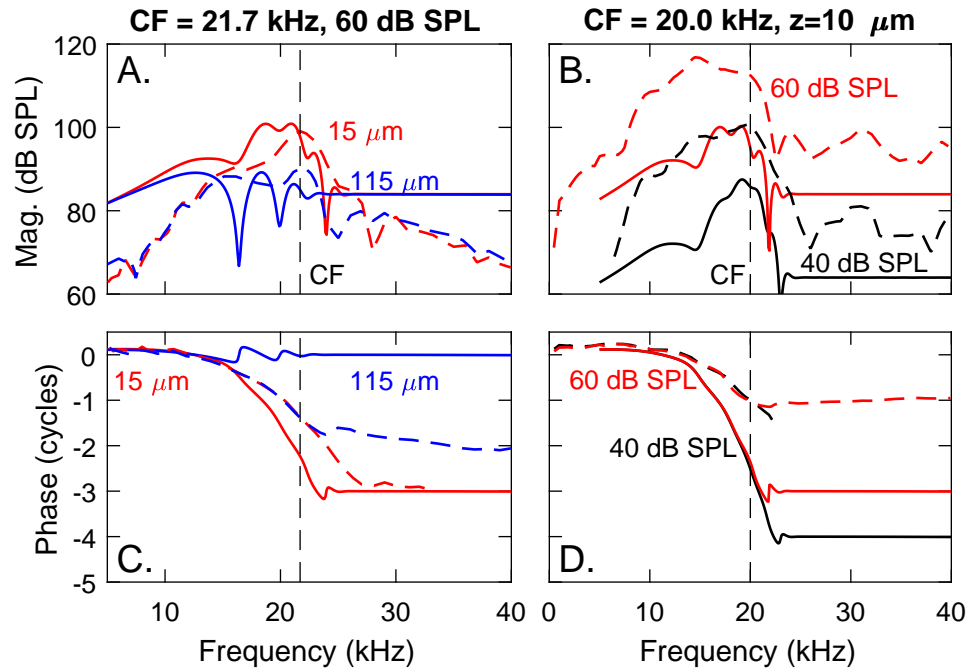 CF = 21.7 kHz, 60 dB SPL
CF = 20.0 kHz, z=10 μm
Mag. (dB SPL)
120
100
80
60
A.
15 μm
115 μm
CF
B.
60 dB SPL
CF
40 dB SPL
Phase (cycles)
0
-1
-2
-3
-4
-5
15 μm
115 μm
C.
60 dB SPL
40 dB SPL
D.
10 20 30 40
0 10 20 30 40
Frequency (kHz)
Frequency (kHz)